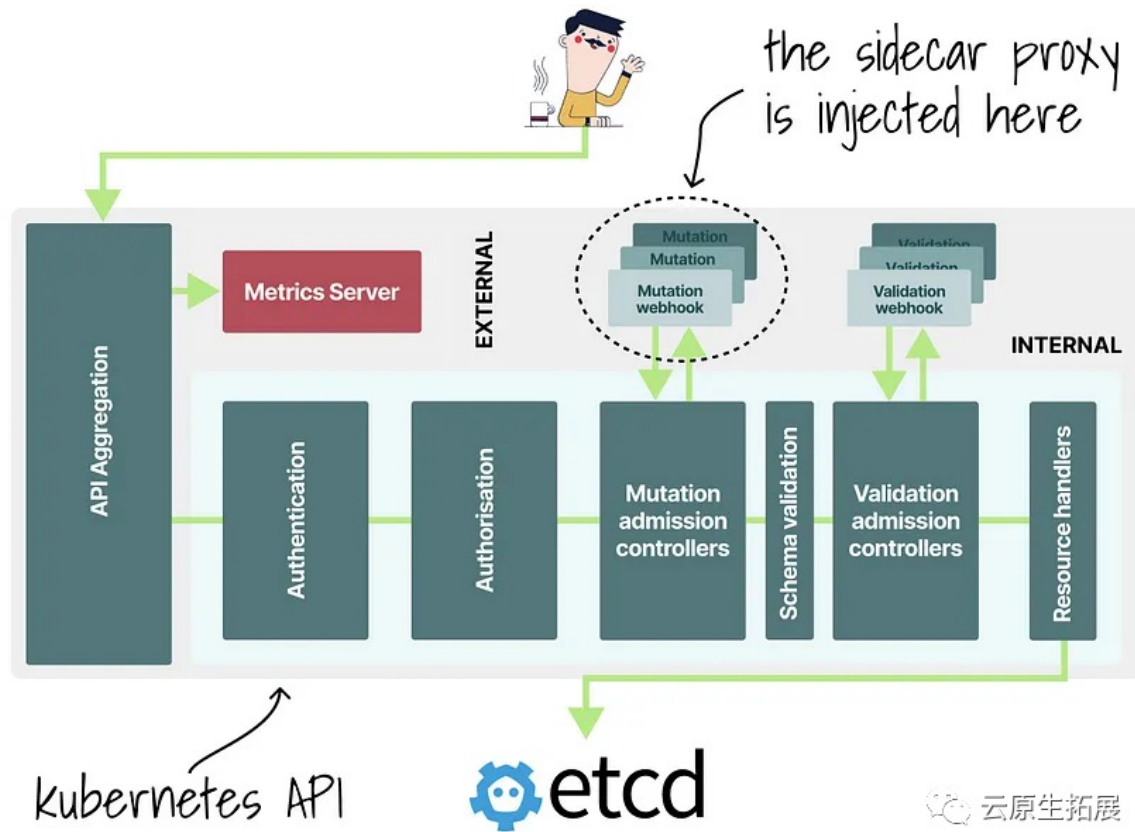 the sidecar proxy
is injected here
Mutation
Mutation
Mutation
webhook
Validation
Validation
Validation
webhook
Metrics Server
EXTERNAL
INTERNAL
API Aggregation
Authentication
Authorisation
Mutation
admission
controllers
Schema validation
Validation
admission
controllers
Resource handlers
kubernetes API
etcd
云原生拓展